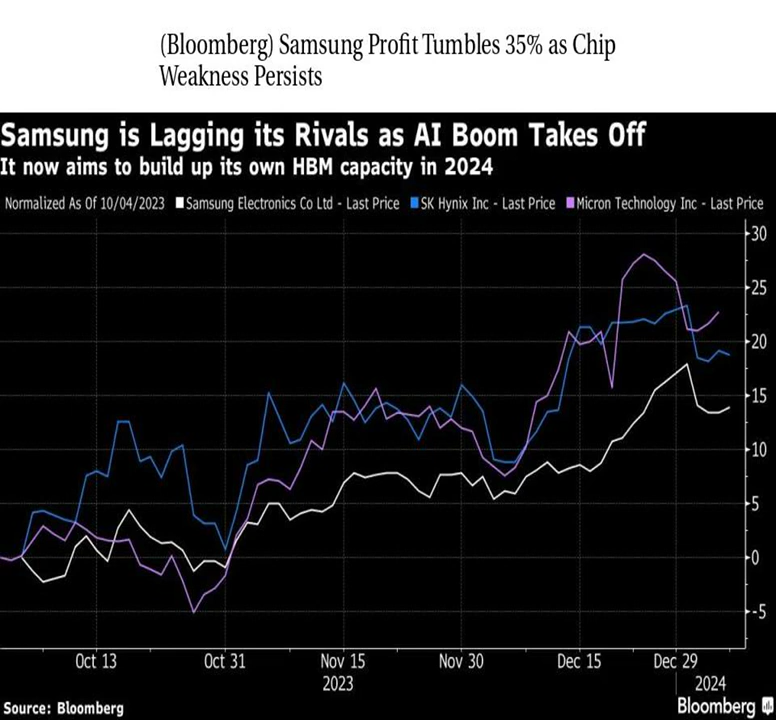 (Bloomberg) Samsung Profit Tumbles 35% as Chip
Weakness Persists
Samsung is Lagging its Rivals as AI Boom Takes Off
It now aims to build up its own HBM capacity in 2024
Normalized As Of 10/04/2023 Samsung Electronics Co Ltd - Last Price SK Hynix Inc - Last Price Micron Technology Inc - Last Price
30
25
20
15
10
5
0
-5
Oct 13 Oct 31 Nov 15 Nov 30 Dec 15 Dec 29
2023 2024
Source: Bloomberg Bloomberg